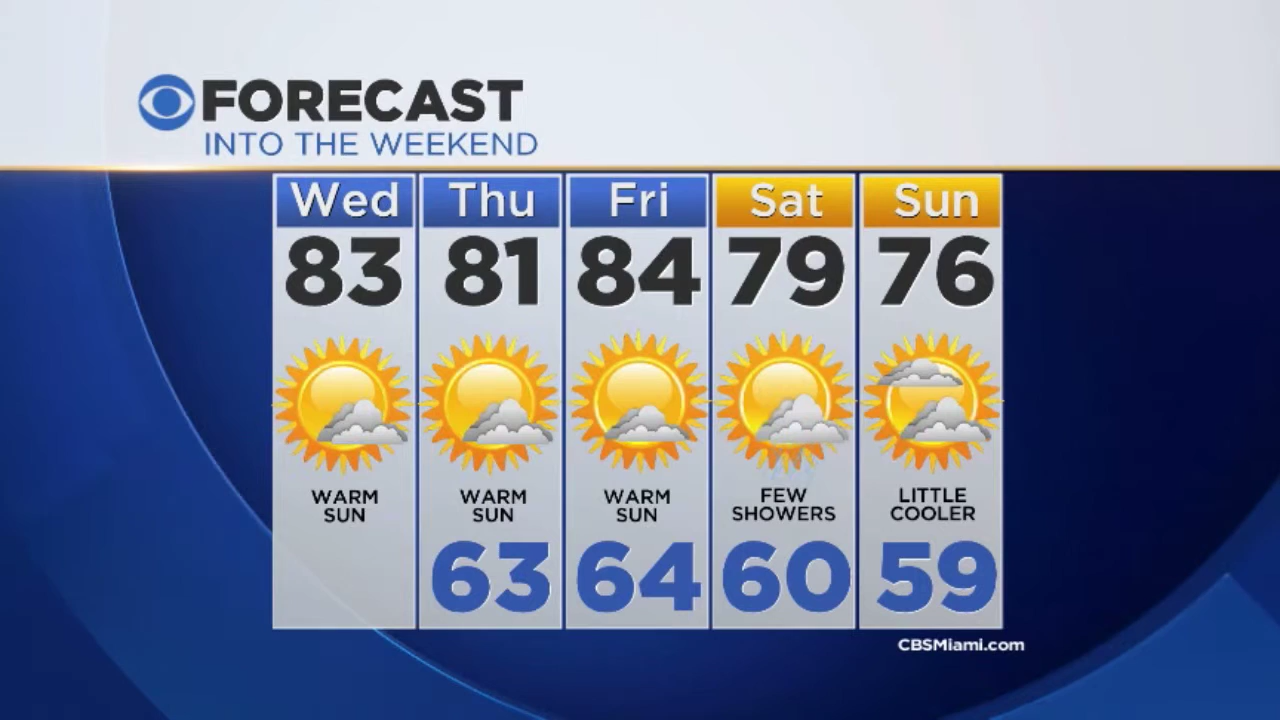 FORECAST
INTO THE WEEKEND
Wed Thu Fri Sat Sun
83 81 84 79 76
WARM WARM WARM FEW LITTLE
SUN SUN SUN SHOWERS COOLER
63 64 60 59
CBSMiami.com